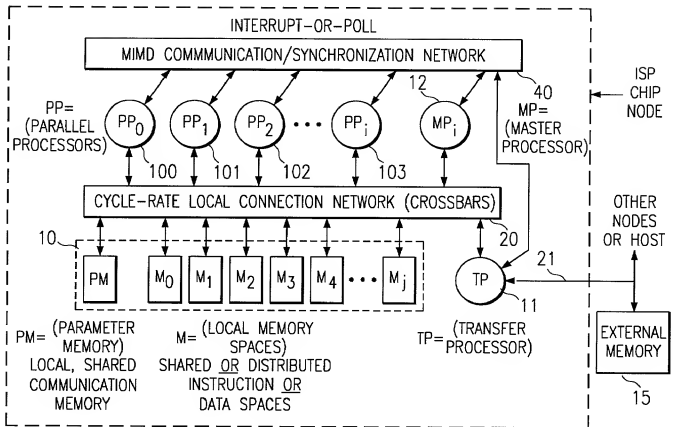 INTERRUPT-OR-POLL
MIMD COMMMUNICATION/SYNCHRONIZATION NETWORK
40
ISP
CHIP
NODE
PP=
(PARALLEL
PROCESSORS)
PP0
PP1
PP2
•••
PPi
12
MPi
MP=
(MASTER
PROCESSOR)
100
101
102
103
CYCLE-RATE LOCAL CONNECTION NETWORK (CROSSBARS)
20
OTHER
NODES
OR HOST
10
PM
M0
M1
M2
M3
M4
•••
Mj
TP
11
21
PM= (PARAMETER
MEMORY)
LOCAL, SHARED
COMMUNICATION
MEMORY
M= (LOCAL MEMORY
SPACES)
SHARED OR DISTRIBUTED
INSTRUCTION OR
DATA SPACES
TP= (TRANSFER
PROCESSOR)
EXTERNAL
MEMORY
15